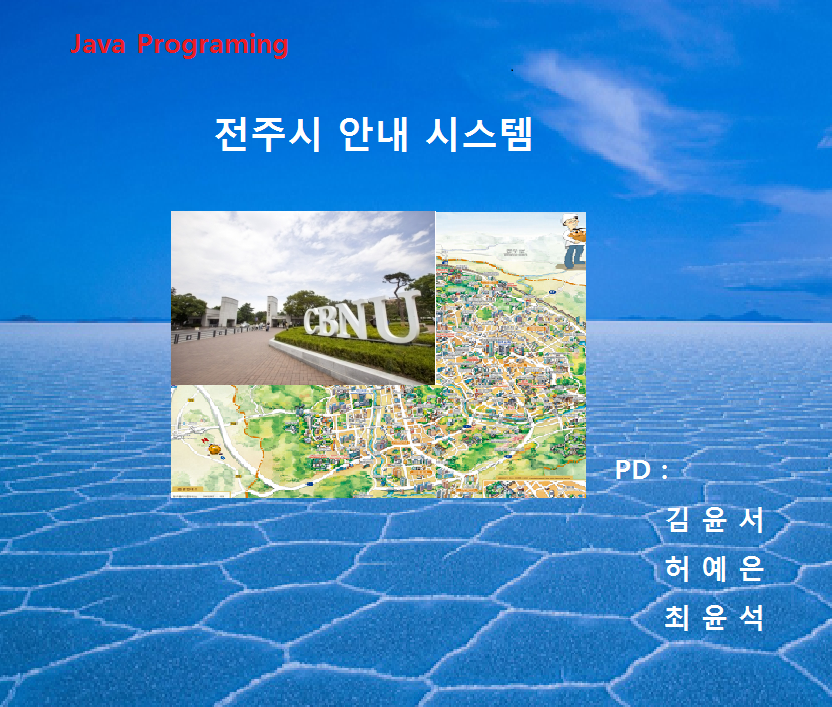 Java Programing
전주시 안내 시스템
CBNU
PD :
김 윤 서
허 예 은
최 윤 석